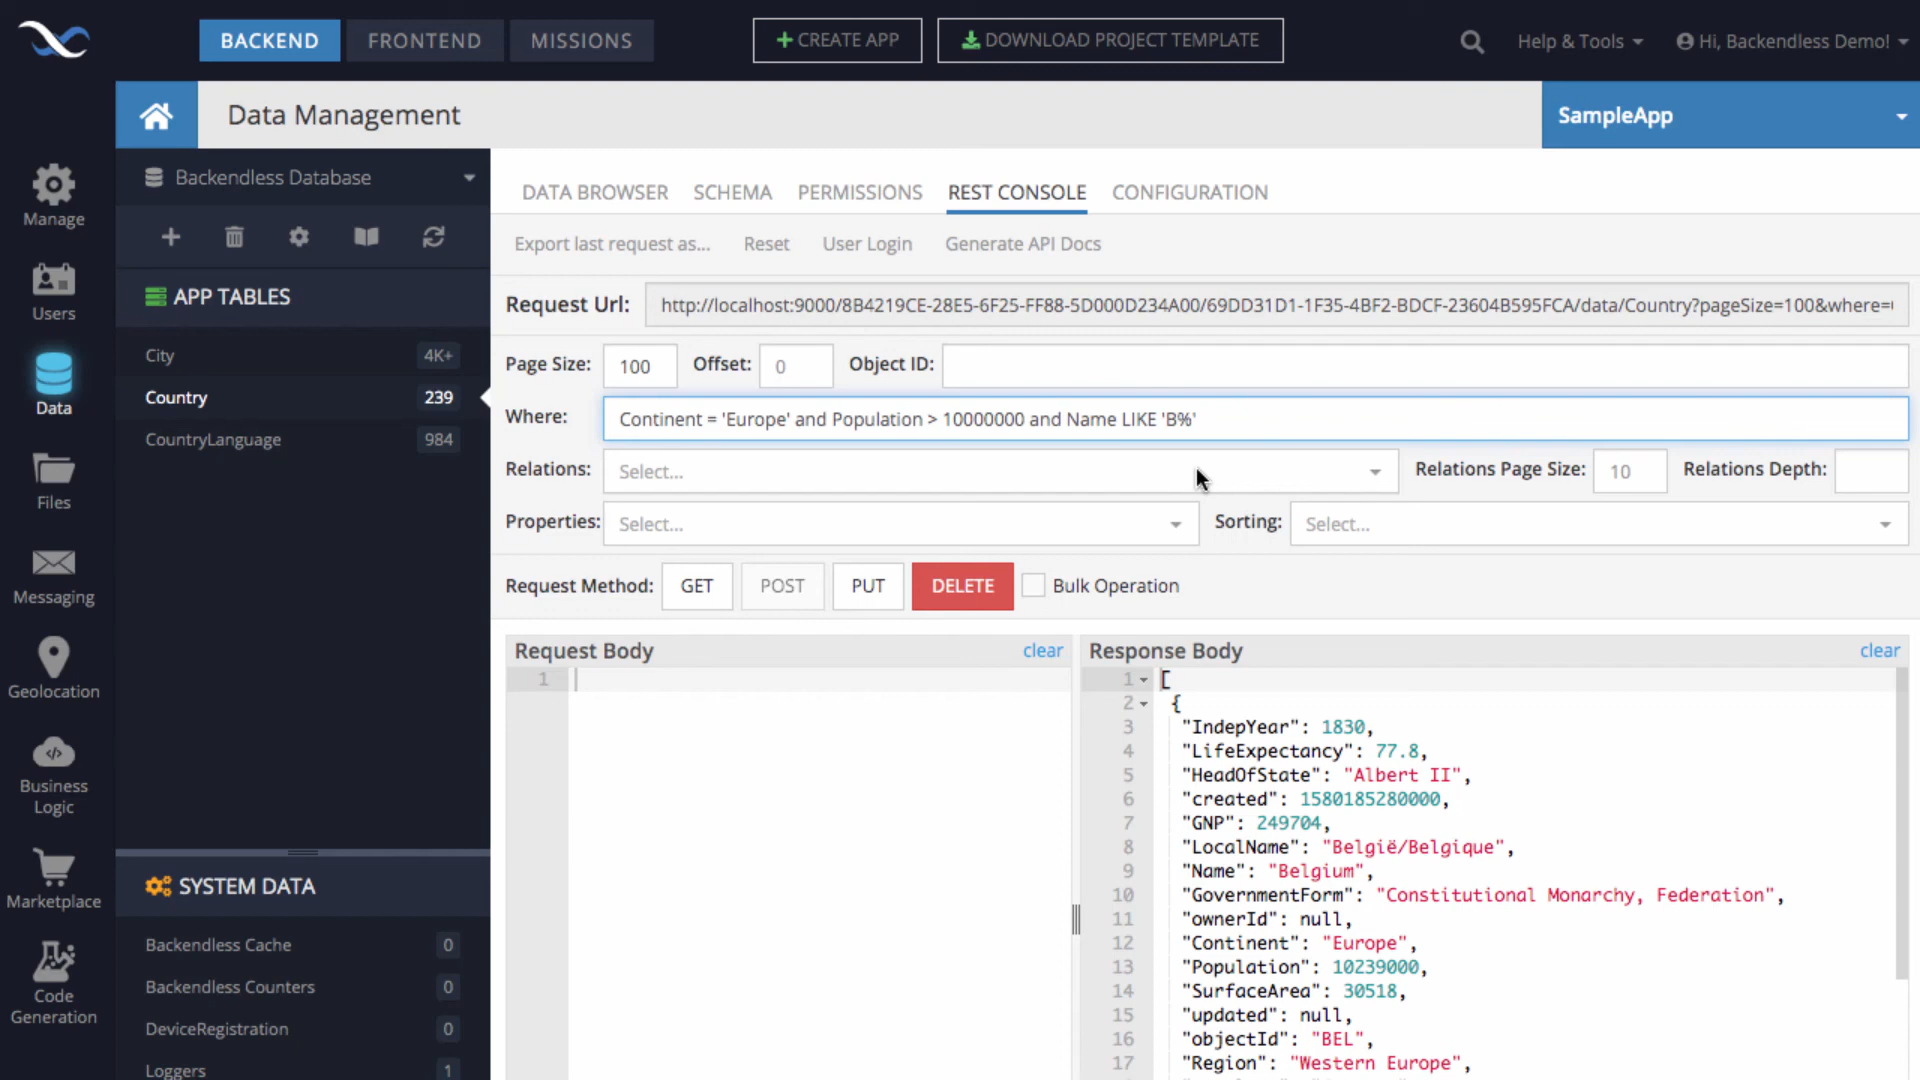 BACKEND FRONTEND MISSIONS + CREATE APP DOWNLOAD PROJECT TEMPLATE Help & Tools Hi, Backendless Demo!
Data Management SampleApp
Manage
Users
Data
Files
Messaging
Geolocation
Business
Logic
Marketplace
Code
Generation
Backendless Database
APP TABLES
City 4K+
Country 239
CountryLanguage 984
SYSTEM DATA
Backendless Cache 0
Backendless Counters 0
DeviceRegistration 0
Loggers 1
DATA BROWSER SCHEMA PERMISSIONS REST CONSOLE CONFIGURATION
Export last request as... Reset User Login Generate API Docs
Request Url: http://localhost:9000/8B4219CE-28E5-6F25-FF88-5D000D234A00/69DD31D1-1F35-4BF2-BDCF-23604B595FCA/data/Country?pageSize=100&where=
Page Size: 100 Offset: 0 Object ID:
Where: Continent = 'Europe' and Population > 10000000 and Name LIKE 'B%'
Relations: Select... Relations Page Size: 10 Relations Depth:
Properties: Select... Sorting: Select...
Request Method: GET POST PUT DELETE Bulk Operation
Request Body clear
1
Response Body clear
1 [
2 {
3 "IndepYear": 1830,
4 "LifeExpectancy": 77.8,
5 "HeadOfState": "Albert II",
6 "created": 1580185280000,
7 "GNP": 249704,
8 "LocalName": "België/Belgique",
9 "Name": "Belgium",
10 "GovernmentForm": "Constitutional Monarchy, Federation",
11 "ownerId": null,
12 "Continent": "Europe",
13 "Population": 10239000,
14 "SurfaceArea": 30518,
15 "updated": null,
16 "objectId": "BEL",
17 "Region": "Western Europe",